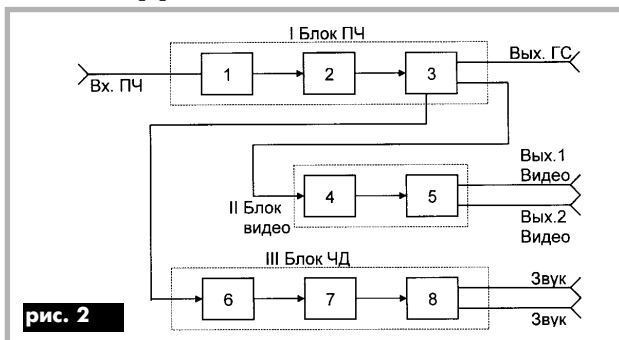 I Блок ПЧ
Вх. ПЧ
1
2
3
Вых. ГС
II Блок
видео
4
5
Вых.1
Видео
Вых.2
Видео
III Блок ЧД
6
7
8
Звук
Звук
рис. 2